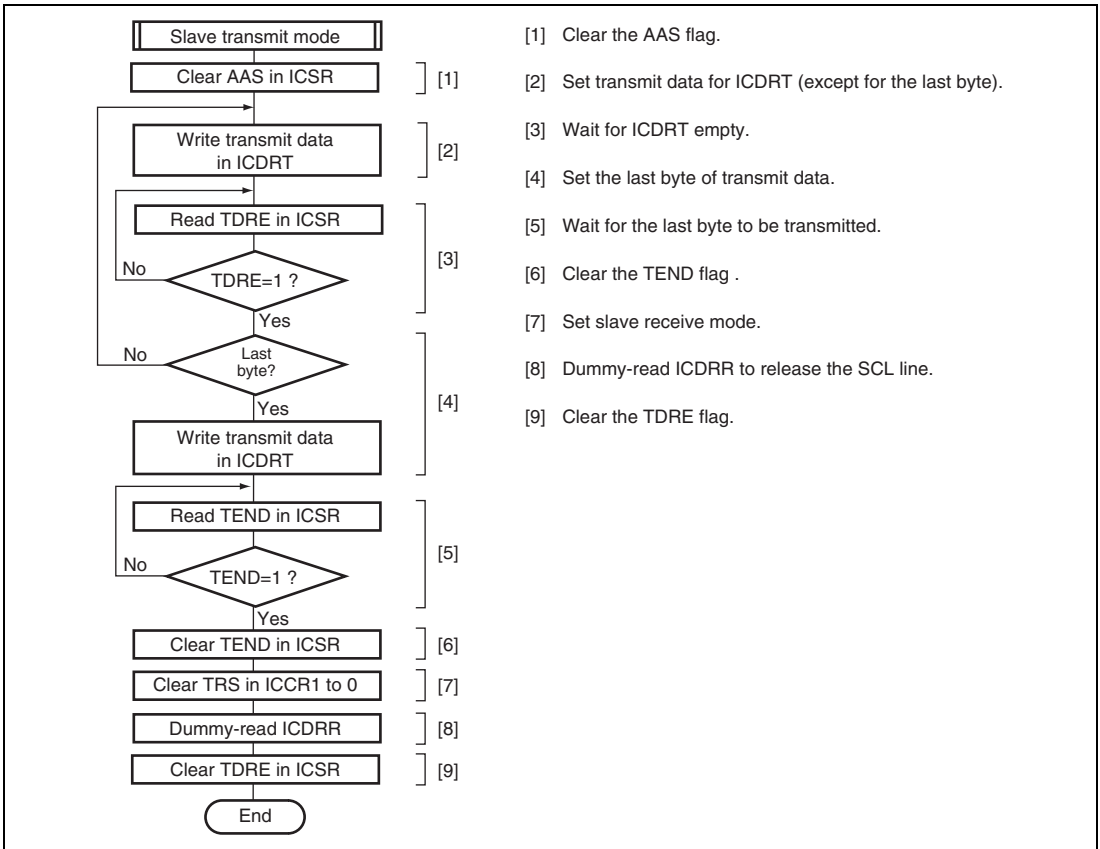 Slave transmit mode
Clear AAS in ICSR
[1]
Write transmit data
in ICDRT
[2]
Read TDRE in ICSR
No
TDRE=1 ?
[3]
Yes
No
Last
byte?
Yes
[4]
Write transmit data
in ICDRT
Read TEND in ICSR
No
TEND=1 ?
[5]
Yes
Clear TEND in ICSR
[6]
Clear TRS in ICCR1 to 0
[7]
Dummy-read ICDRR
[8]
Clear TDRE in ICSR
[9]
End
[1] Clear the AAS flag.
[2] Set transmit data for ICDRT (except for the last byte).
[3] Wait for ICDRT empty.
[4] Set the last byte of transmit data.
[5] Wait for the last byte to be transmitted.
[6] Clear the TEND flag .
[7] Set slave receive mode.
[8] Dummy-read ICDRR to release the SCL line.
[9] Clear the TDRE flag.